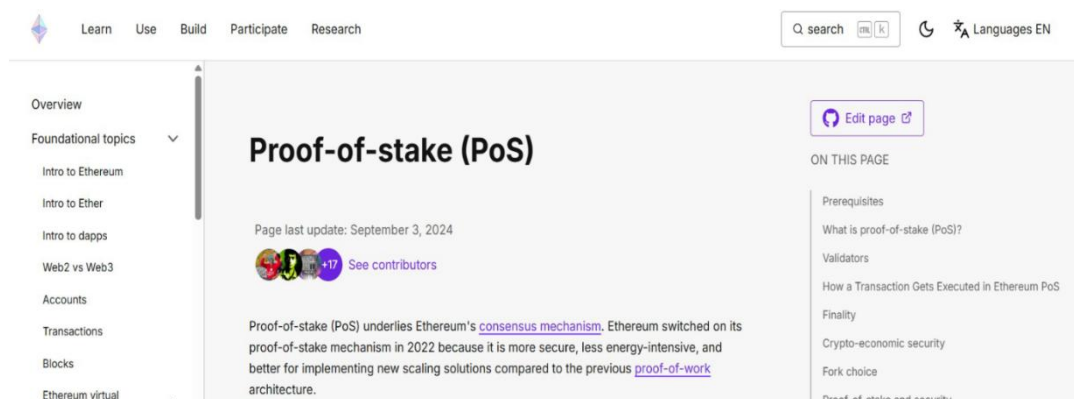 Learn Use Build Participate Research
search k
Languages EN
Overview
Foundational topics
Intro to Ethereum
Intro to Ether
Intro to dapps
Web2 vs Web3
Accounts
Transactions
Blocks
Ethereum virtual
Proof-of-stake (PoS)
Page last update: September 3, 2024
+17 See contributors
Proof-of-stake (PoS) underlies Ethereum's consensus mechanism. Ethereum switched on its
proof-of-stake mechanism in 2022 because it is more secure, less energy-intensive, and
better for implementing new scaling solutions compared to the previous proof-of-work
architecture.
Edit page
ON THIS PAGE
Prerequisites
What is proof-of-stake (PoS)?
Validators
How a Transaction Gets Executed in Ethereum PoS
Finality
Crypto-economic security
Fork choice
Proof-of-stake and security